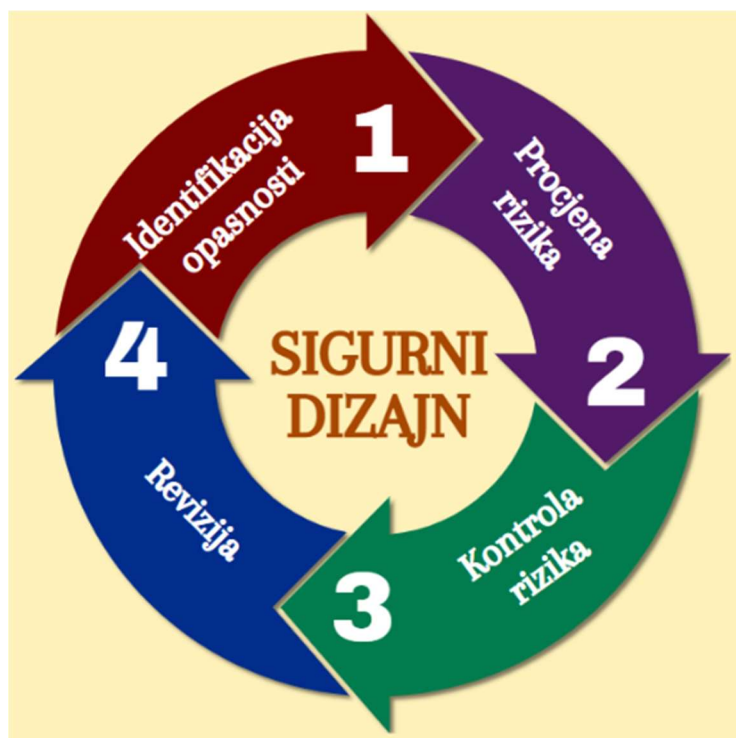 1
Identifikacija
opasnosti
2
Procjena
rizika
3
Kontrola
rizika
4
Revizija
SIGURNI
DIZAJN